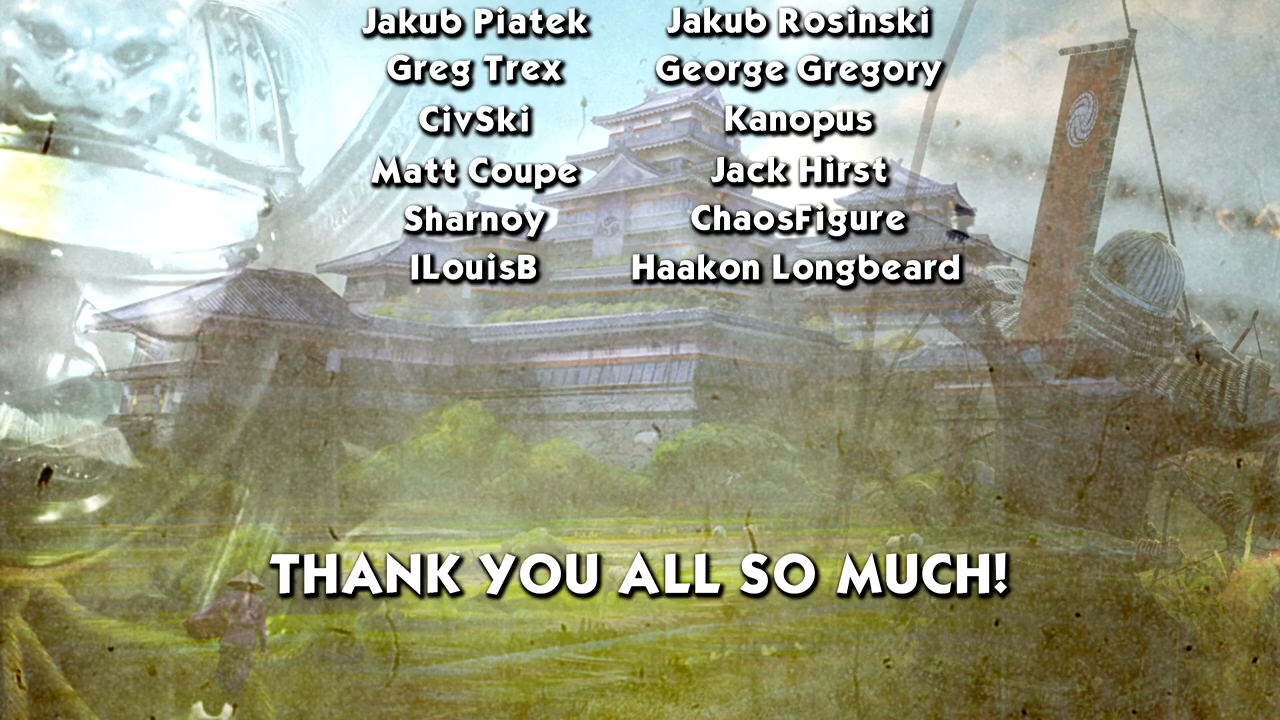 Jakub Piatek Jakub Rosinski
Greg Trex George Gregory
CivSki Kanopus
Matt Coupe Jack Hirst
Sharnoy ChaosFigure
ILouisB Haakon Longbeard
THANK YOU ALL SO MUCH!